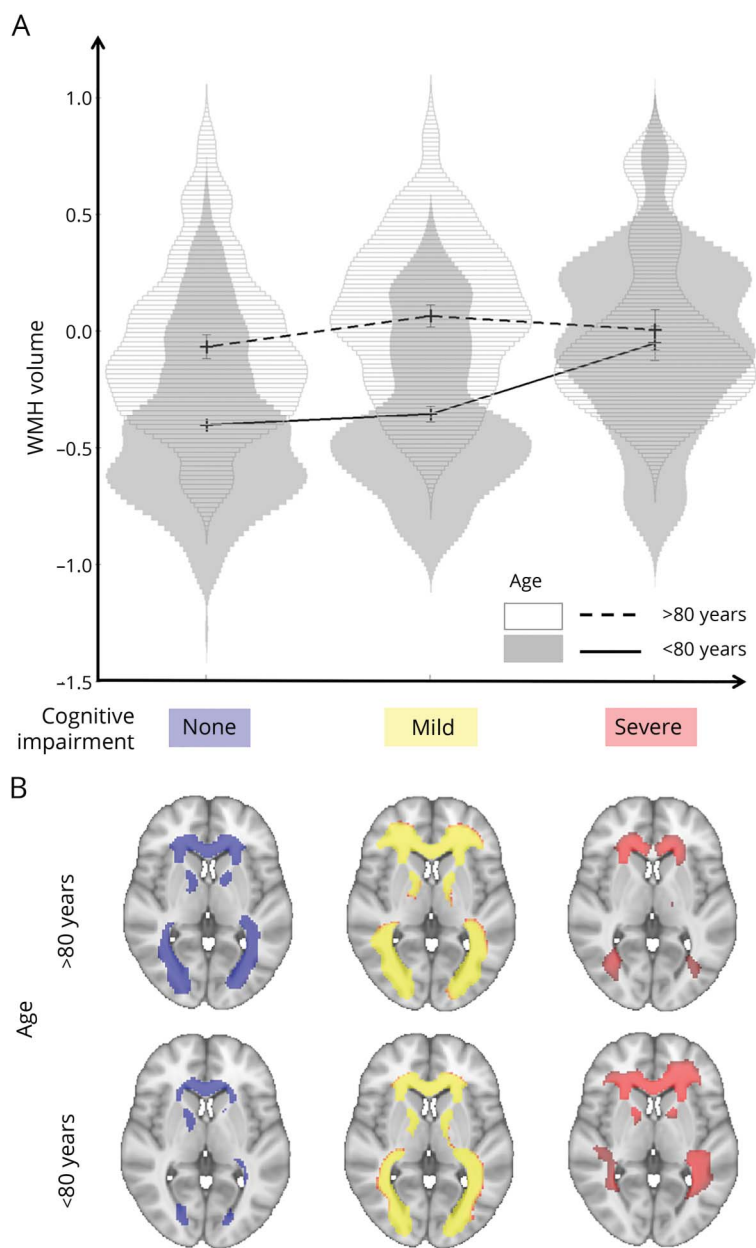 A
1.0
0.5
0.0
−0.5
−1.0
−1.5
WMH volume
Age
>80 years
<80 years
Cognitive
impairment
None
Mild
Severe
B
>80 years
Age
<80 years